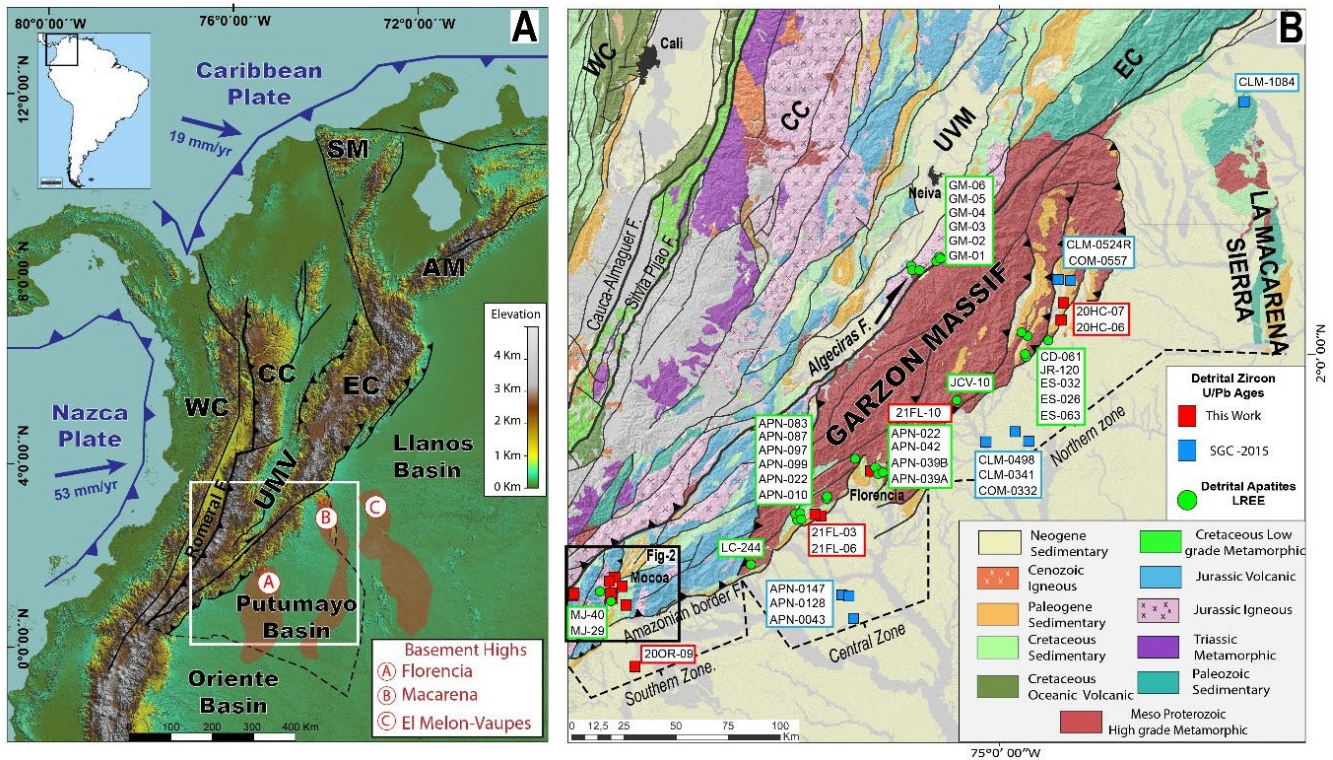 80°0'00"W
76°0'00"W
72°0'00"W
A
Caribbean
Plate
19 mm/yr
SM
AM
12°0'00"N
8°0'00"N
4°0'00"N
0°0'00"N
Nazca
Plate
53 mm/yr
WC
CC
EC
UMV
Romeral F.
Llanos
Basin
Elevation
4 Km
3 Km
2 Km
1 Km
0 Km
B
C
A
Putumayo
Basin
Oriente
Basin
Basement Highs
A Florencia
B Macarena
C El Melon-Vaupes
0 100 200 400 Km
B
WC
Cali
CC
UVM
EC
Neiva
CLM-1084
GM-06
GM-05
GM-04
GM-03
GM-02
GM-01
LA MACARENA
SIERRA
CLM-0524R
COM-0557
20HC-07
20HC-06
Cauca-Almaguer F.
Silvia Pijao F.
Algeciras F.
GARZON MASSIF
2°0'00"N
CD-061
JR-120
ES-032
ES-026
ES-063
JCV-10
21FL-10
APN-083
APN-087
APN-097
APN-099
APN-022
APN-010
APN-022
APN-042
APN-039B
APN-039A
Florencia
Northern zone
CLM-0498
CLM-0341
COM-0332
21FL-03
21FL-06
LC-244
Fig-2
Mocoa
MJ-40
MJ-29
APN-0147
APN-0128
APN-0043
Amazonian border F.
Central Zone
20OR-09
Southern Zone.
0 12,5 25 50 75 100
Km
75°0'00"W
Detrital Zircon
U/Pb Ages
This Work
SGC -2015
Detrital Apatites
LREE
Neogene
Sedimentary
Cenozoic
Igneous
Paleogene
Sedimentary
Cretaceous
Sedimentary
Cretaceous
Oceanic Volcanic
Cretaceous Low
grade Metamorphic
Jurassic Volcanic
Jurassic Igneous
Triassic
Metamorphic
Paleozoic
Sedimentary
Meso Proterozoic
High grade Metamorphic